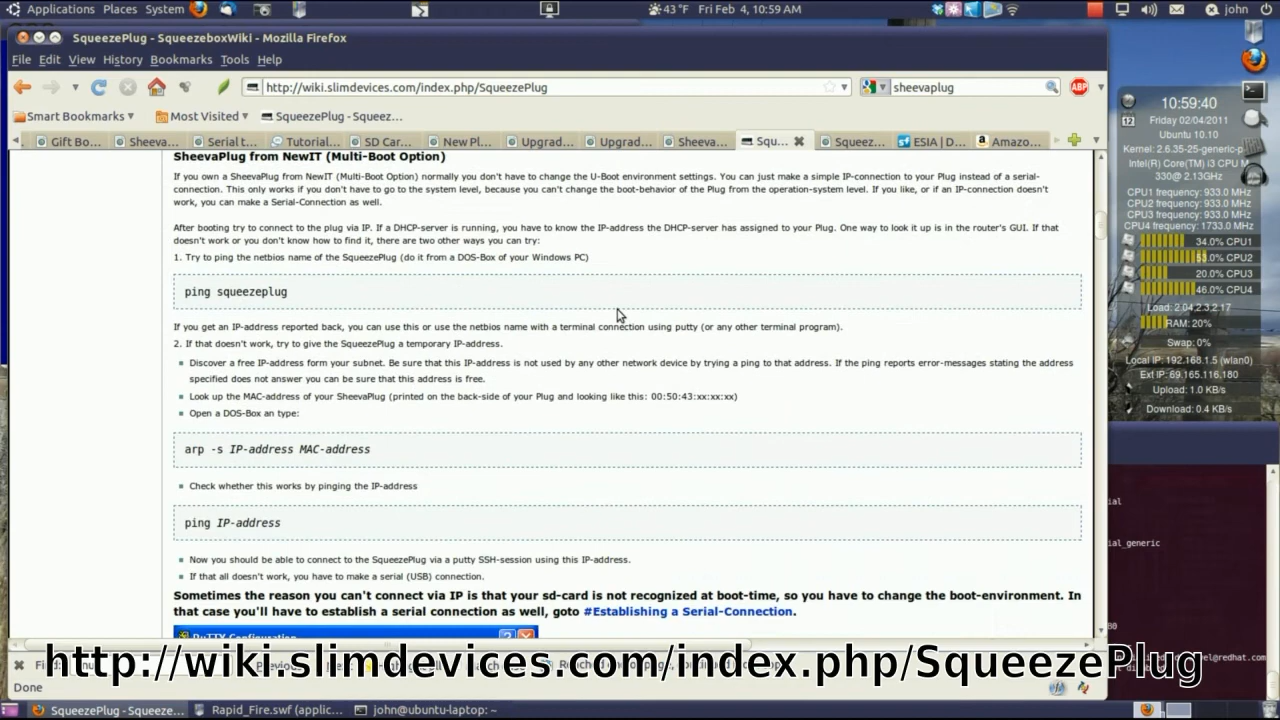 Applications Places System 43 °F Fri Feb 4, 10:59 AM john
SqueezePlug - SqueezeboxWiki - Mozilla Firefox
File Edit View History Bookmarks Tools Help
http://wiki.slimdevices.com/index.php/SqueezePlug sheevaplug ABP
Smart Bookmarks Most Visited SqueezePlug - Squeez...
Gift Bo... Sheeva... Serial t... Tutorial... SD Car... New Pl... Upgrad... Upgrad... Sheeva... Squ... Squeez... ESIA | D... Amazo...
SheevaPlug from NewIT (Multi-Boot Option)
If you own a SheevaPlug from NewIT (Multi-Boot Option) normally you don't have to change the U-Boot environment settings. You can just make a simple IP-connection to your Plug instead of a serial-
connection. This only works if you don't have to go to the system level, because you can't change the boot-behavior of the Plug from the operation-system level. If you like, or if an IP-connection doesn't
work, you can make a Serial-Connection as well.
After booting try to connect to the plug via IP. If a DHCP-server is running, you have to know the IP-address the DHCP-server has assigned to your Plug. One way to look it up is in the router's GUI. If that
doesn't work or you don't know how to find it, there are two other ways you can try:
1. Try to ping the netbios name of the SqueezePlug (do it from a DOS-Box of your Windows PC)
ping squeezeplug
If you get an IP-address reported back, you can use this or use the netbios name with a terminal connection using putty (or any other terminal program).
2. If that doesn't work, try to give the SqueezePlug a temporary IP-address.
Discover a free IP-address form your subnet. Be sure that this IP-address is not used by any other network device by trying a ping to that address. If the ping reports error-messages stating the address
specified does not answer you can be sure that this address is free.
Look up the MAC-address of your SheevaPlug (printed on the back-side of your Plug and looking like this: 00:50:43:xx:xx:xx)
Open a DOS-Box an type:
arp -s IP-address MAC-address
Check whether this works by pinging the IP-address
ping IP-address
Now you should be able to connect to the SqueezePlug via a putty SSH-session using this IP-address.
If that all doesn't work, you have to make a serial (USB) connection.
Sometimes the reason you can't connect via IP is that your sd-card is not recognized at boot-time, so you have to change the boot-environment. In
that case you'll have to establish a serial connection as well, goto #Establishing a Serial-Connection.
PuTTY Configuration
http://wiki.slimdevices.com/index.php/SqueezePlug
Done
SqueezePlug - Squeeze... Rapid_Fire.swf (applic... john@ubuntu-laptop: ~
10:59:40
12
Friday 02/04/2011
Ubuntu 10.10
Kernel: 2.6.35-25-generic-p
Intel(R) Core(TM) i3 CPU M
330@ 2.13GHz
CPU1 frequency: 933.0 MHz
CPU2 frequency: 933.0 MHz
CPU3 frequency: 933.0 MHz
CPU4 frequency: 1733.0 MHz
34.0% CPU1
53.0% CPU2
20.0% CPU3
46.0% CPU4
Load: 2.04,2.3,2.17
RAM: 20%
Swap: 0%
Local IP: 192.168.1.5 (wlan0)
Ext IP: 69.165.116.180
Upload: 1.0 KB/s
Download: 0.4 KB/s
ial
ial_generic
80
el@redhat.com